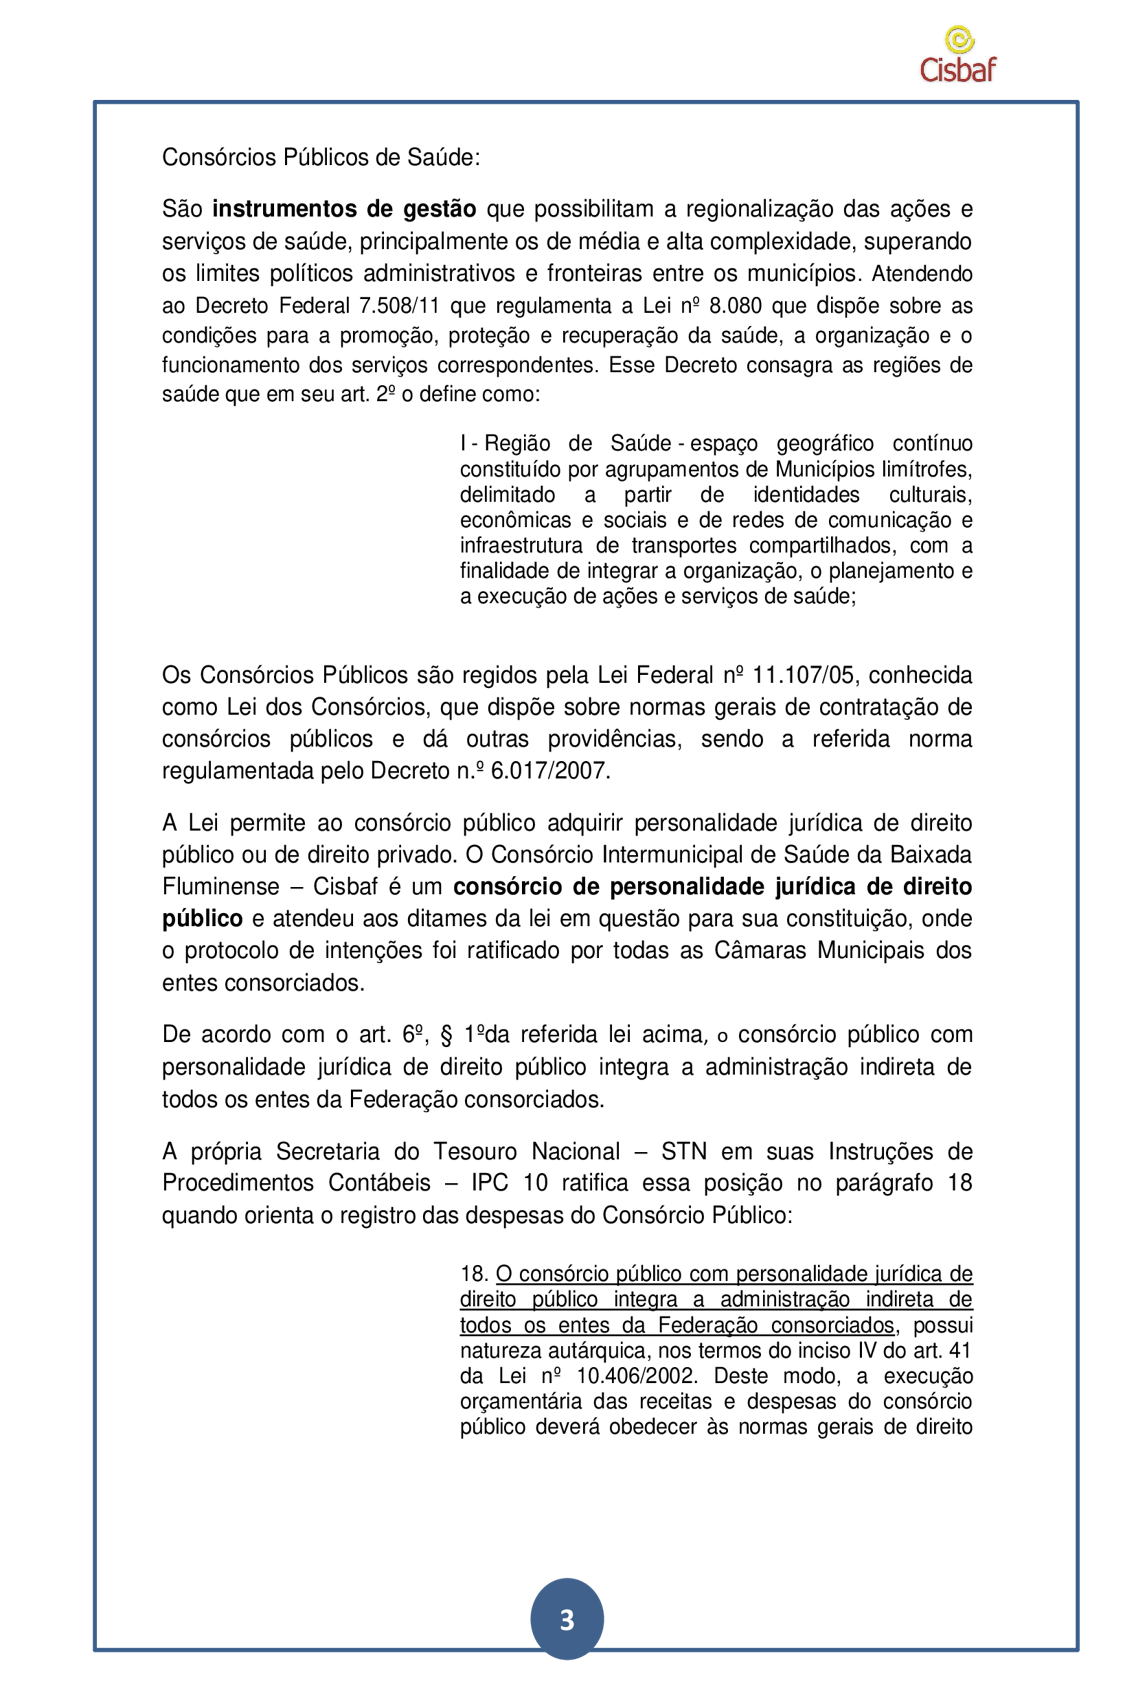 Cisbaf
Consórcios Públicos de Saúde:
São instrumentos de gestão que possibilitam a regionalização das ações e
serviços de saúde, principalmente os de média e alta complexidade, superando
os limites políticos administrativos e fronteiras entre os municípios. Atendendo
ao Decreto Federal 7.508/11 que regulamenta a Lei nº 8.080 que dispõe sobre as
condições para a promoção, proteção e recuperação da saúde, a organização e o
funcionamento dos serviços correspondentes. Esse Decreto consagra as regiões de
saúde que em seu art. 2º o define como:
I - Região de Saúde - espaço geográfico contínuo
constituído por agrupamentos de Municípios limítrofes,
delimitado a partir de identidades culturais,
econômicas e sociais e de redes de comunicação e
infraestrutura de transportes compartilhados, com a
finalidade de integrar a organização, o planejamento e
a execução de ações e serviços de saúde;
Os Consórcios Públicos são regidos pela Lei Federal nº 11.107/05, conhecida
como Lei dos Consórcios, que dispõe sobre normas gerais de contratação de
consórcios públicos e dá outras providências, sendo a referida norma
regulamentada pelo Decreto n.º 6.017/2007.
A Lei permite ao consórcio público adquirir personalidade jurídica de direito
público ou de direito privado. O Consórcio Intermunicipal de Saúde da Baixada
Fluminense – Cisbaf é um consórcio de personalidade jurídica de direito
público e atendeu aos ditames da lei em questão para sua constituição, onde
o protocolo de intenções foi ratificado por todas as Câmaras Municipais dos
entes consorciados.
De acordo com o art. 6º, § 1ºda referida lei acima, o consórcio público com
personalidade jurídica de direito público integra a administração indireta de
todos os entes da Federação consorciados.
A própria Secretaria do Tesouro Nacional – STN em suas Instruções de
Procedimentos Contábeis – IPC 10 ratifica essa posição no parágrafo 18
quando orienta o registro das despesas do Consórcio Público:
18. O consórcio público com personalidade jurídica de
direito público integra a administração indireta de
todos os entes da Federação consorciados, possui
natureza autárquica, nos termos do inciso IV do art. 41
da Lei nº 10.406/2002. Deste modo, a execução
orçamentária das receitas e despesas do consórcio
público deverá obedecer às normas gerais de direito
3